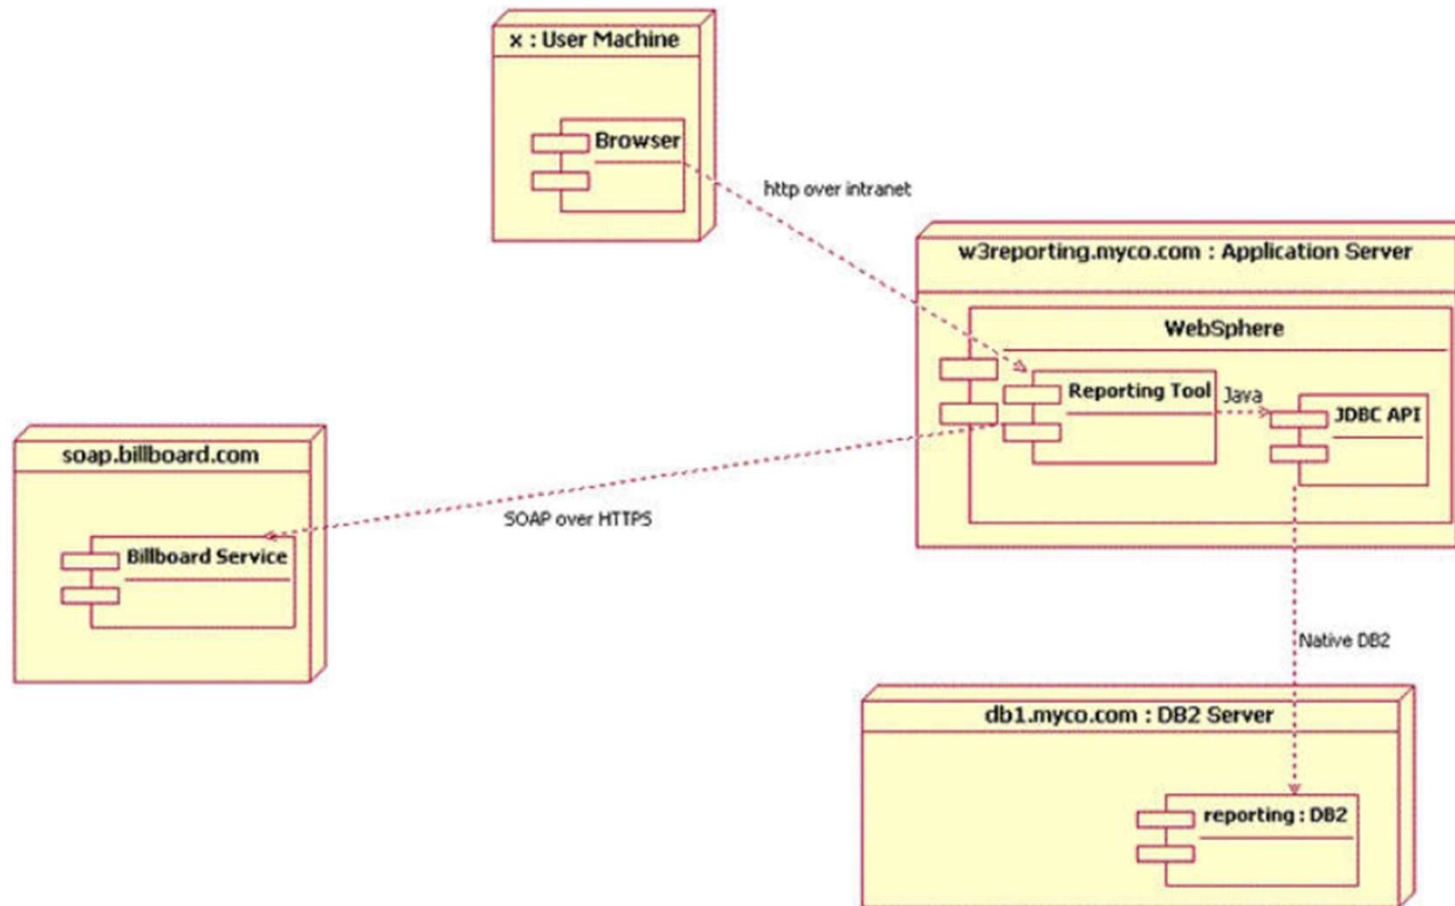 x : User Machine
Browser
http over intranet
w3reporting.myco.com : Application Server
WebSphere
Reporting Tool
Java
JDBC API
soap.billboard.com
SOAP over HTTPS
Billboard Service
Native DB2
db1.myco.com : DB2 Server
reporting : DB2